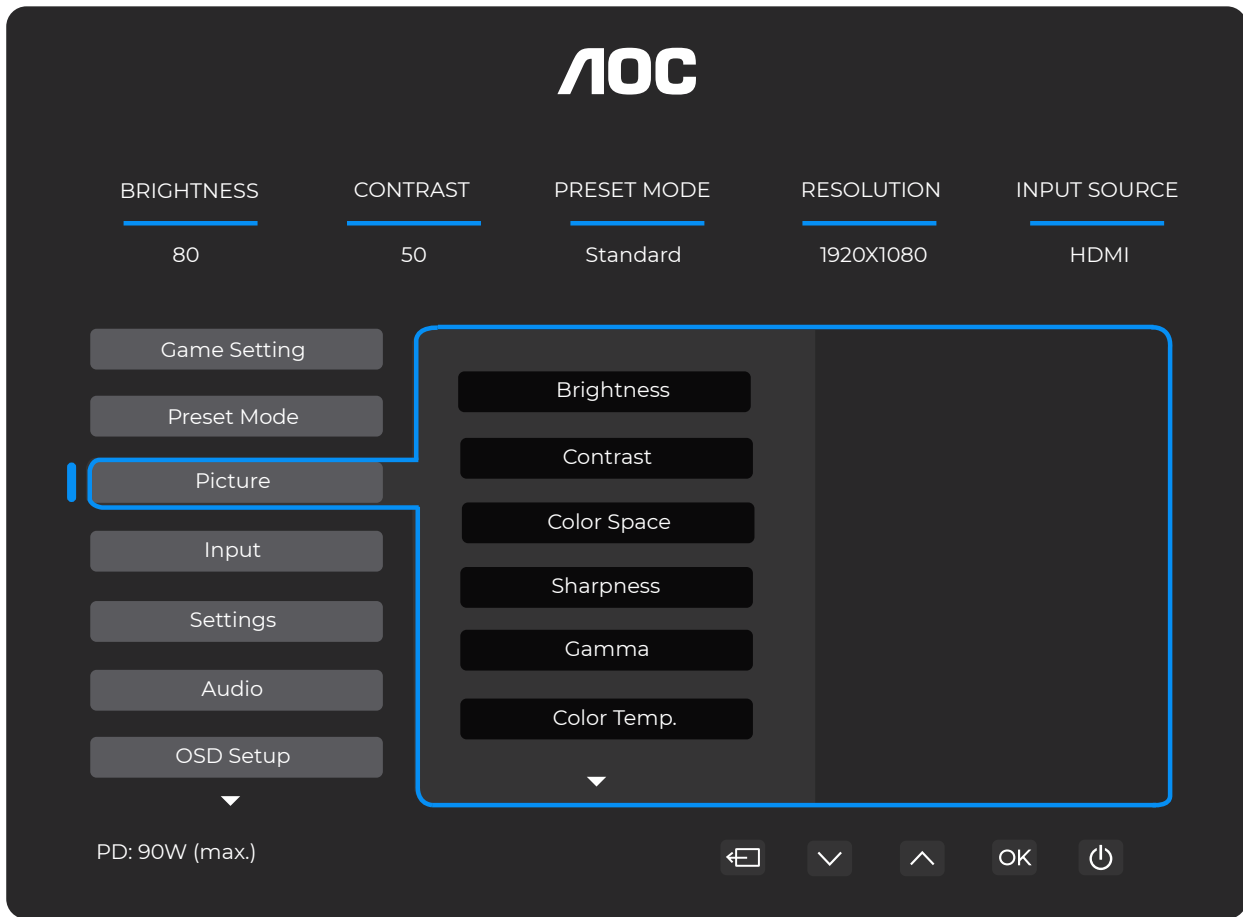 AOC
BRIGHTNESS CONTRAST PRESET MODE RESOLUTION INPUT SOURCE
80 50 Standard 1920X1080 HDMI
Game Setting
Preset Mode
Picture
Input
Settings
Audio
OSD Setup
Brightness
Contrast
Color Space
Sharpness
Gamma
Color Temp.
PD: 90W (max.)
OK